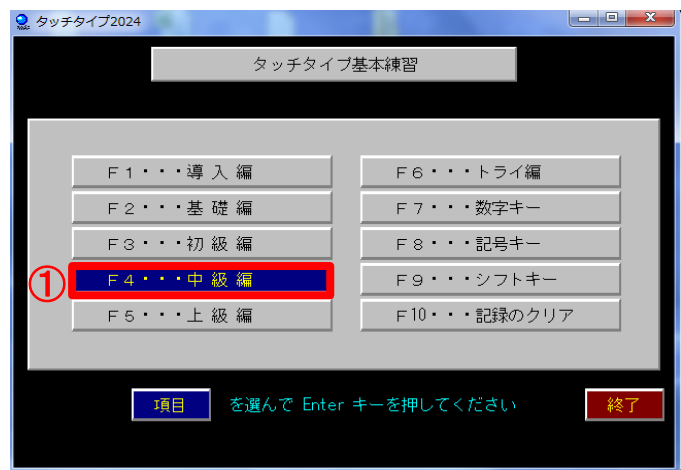 タッチタイプ2024
タッチタイプ基本練習
F1・・・導 入 編
F2・・・基 礎 編
F3・・・初 級 編
① F4・・・中 級 編
F5・・・上 級 編
F6・・・トライ編
F7・・・数字キー
F8・・・記号キー
F9・・・シフトキー
F10・・・記録のクリア
項目 を選んで Enter キーを押してください 終了